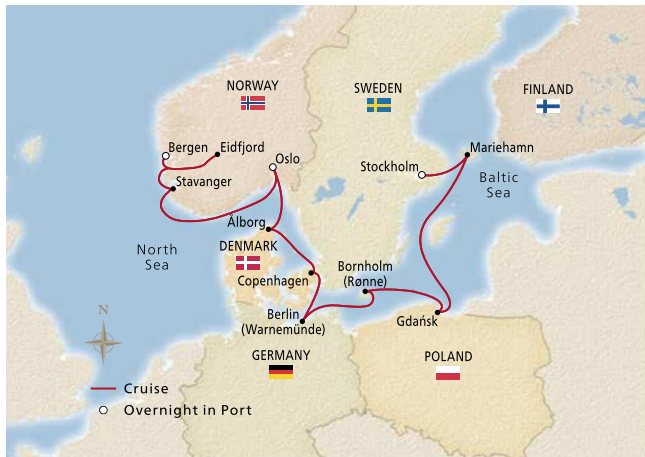 NORWAY
SWEDEN
FINLAND
Bergen
Eidfjord
Oslo
Mariehamn
Stockholm
Stavanger
Baltic
Sea
Ålborg
North
Sea
DENMARK
Copenhagen
Bornholm
(Rønne)
Berlin
(Warnemünde)
Gdańsk
N
GERMANY
POLAND
Cruise
Overnight in Port